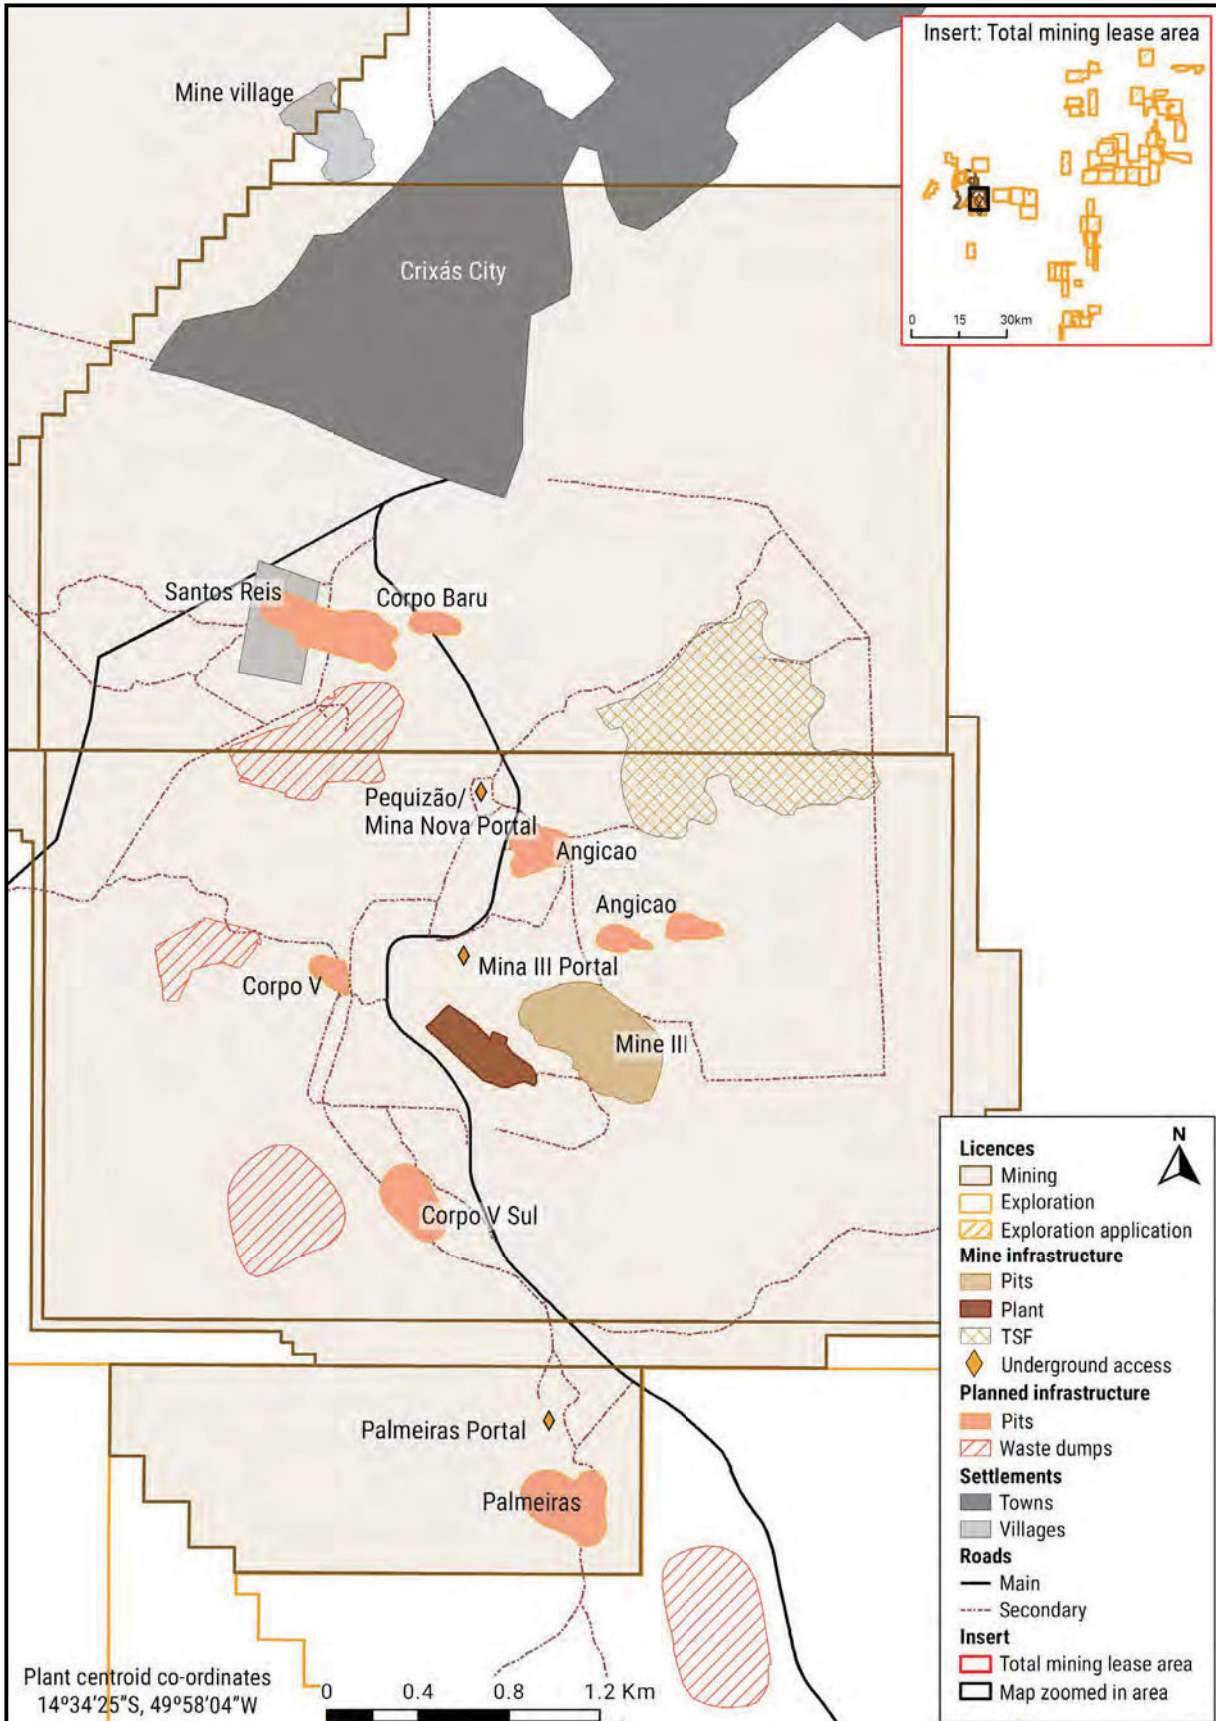 Insert: Total mining lease area
0 15 30km
Mine village
Crixás City
Santos Reis
Corpo Baru
Pequizão/
Mina Nova Portal
Angicao
Angicao
Mina III Portal
Corpo V
Mine III
Corpo V Sul
Palmeiras Portal
Palmeiras
Plant centroid co-ordinates
14º34'25"S, 49º58'04"W
0 0.4 0.8 1.2 Km
N
Licences
Mining
Exploration
Exploration application
Mine infrastructure
Pits
Plant
TSF
Underground access
Planned infrastructure
Pits
Waste dumps
Settlements
Towns
Villages
Roads
Main
Secondary
Insert
Total mining lease area
Map zoomed in area